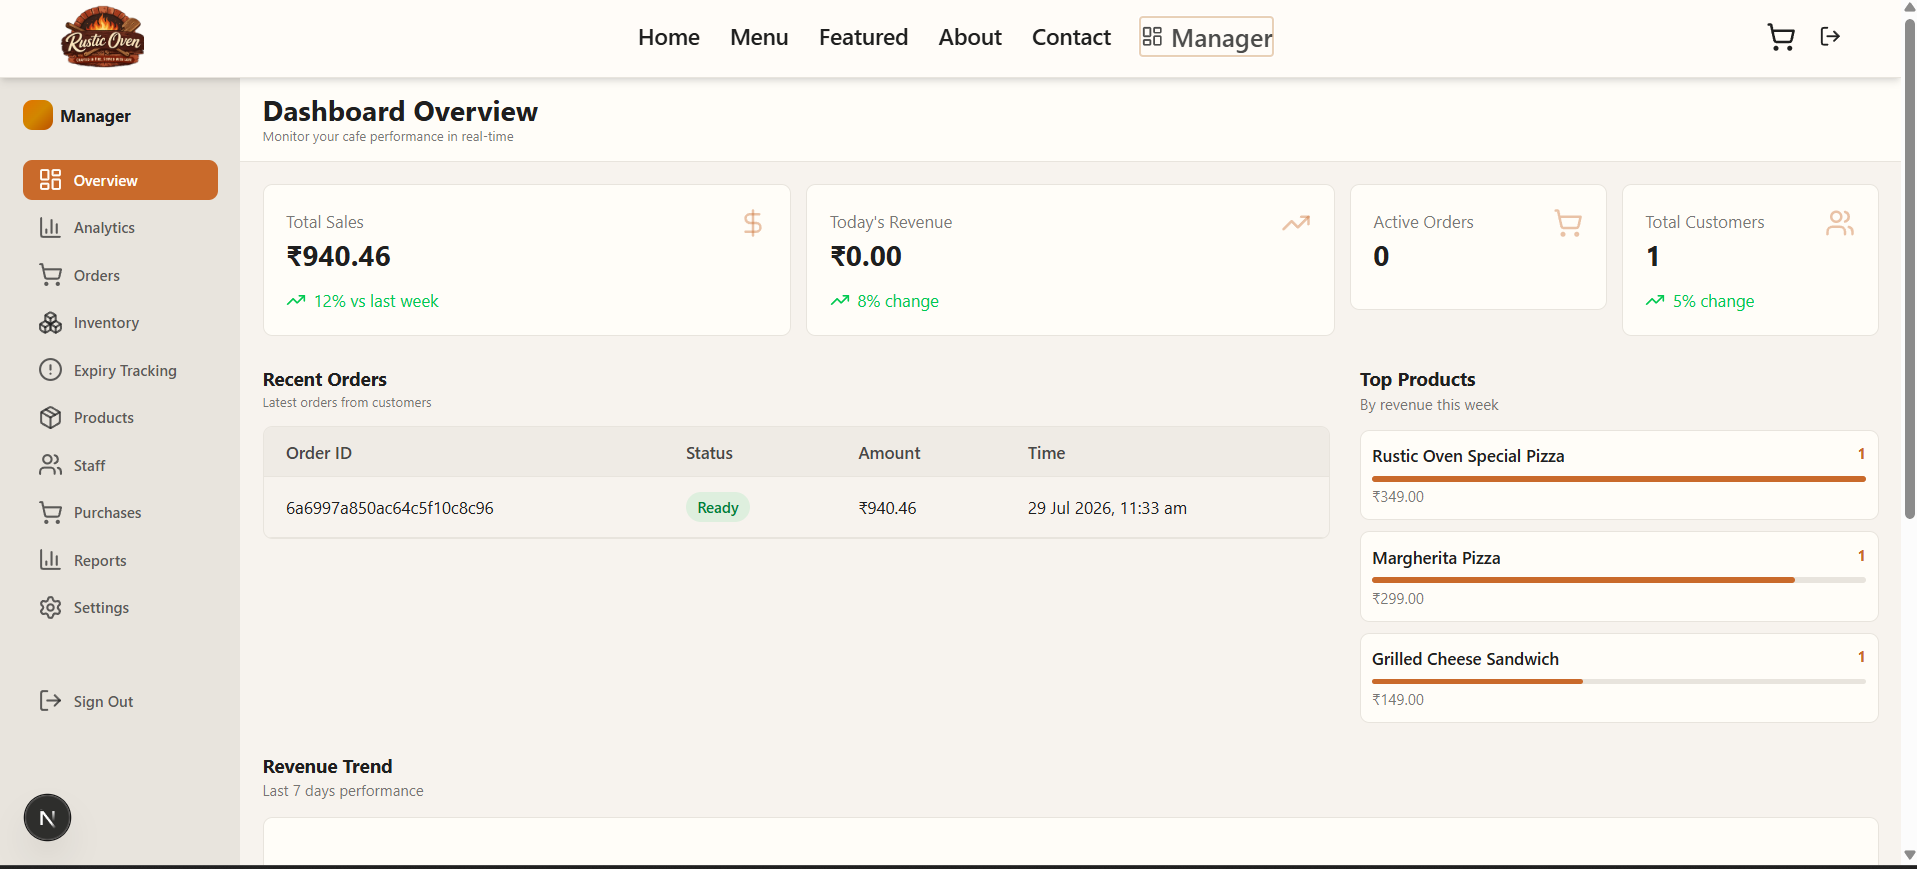 Rustic Oven
Home
Menu
Featured
About
Contact
Manager
Manager
Overview
Analytics
Orders
Inventory
Expiry Tracking
Products
Staff
Purchases
Reports
Settings
Sign Out
N
Dashboard Overview
Monitor your cafe performance in real-time
Total Sales
₹940.46
12% vs last week
Today's Revenue
₹0.00
8% change
Active Orders
0
Total Customers
1
5% change
Recent Orders
Latest orders from customers
Order ID Status Amount Time
6a6997a850ac64c5f10c8c96 Ready ₹940.46 29 Jul 2026, 11:33 am
Top Products
By revenue this week
Rustic Oven Special Pizza 1
₹349.00
Margherita Pizza 1
₹299.00
Grilled Cheese Sandwich 1
₹149.00
Revenue Trend
Last 7 days performance